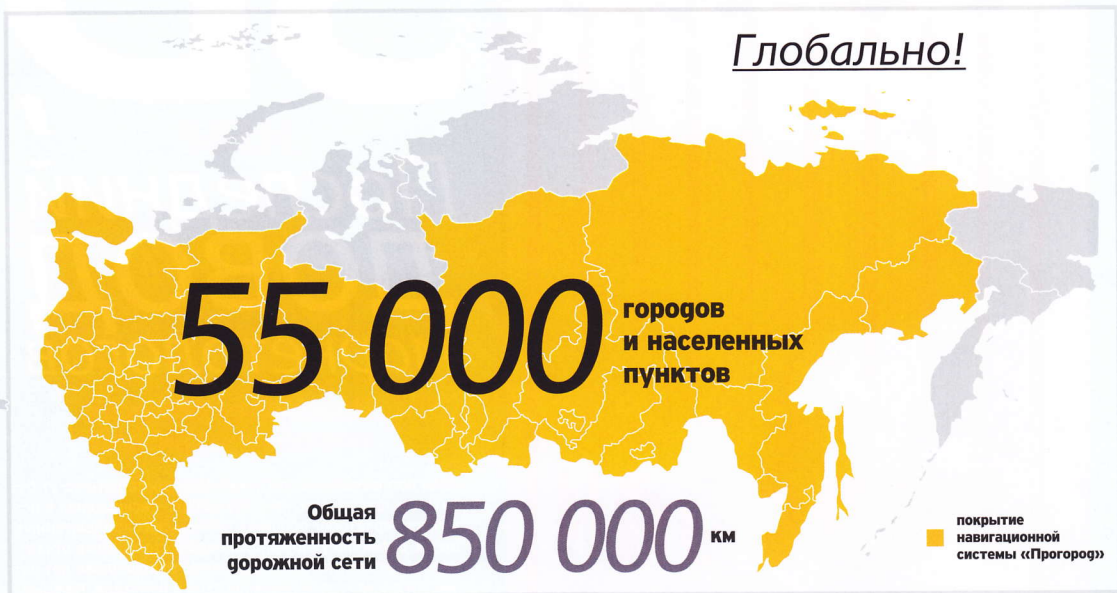 Глобально!
55 000
городов
и населенных
пунктов
Общая
протяженность
дорожной сети
850 000 км
покрытие
навигационной
системы «Прогород»